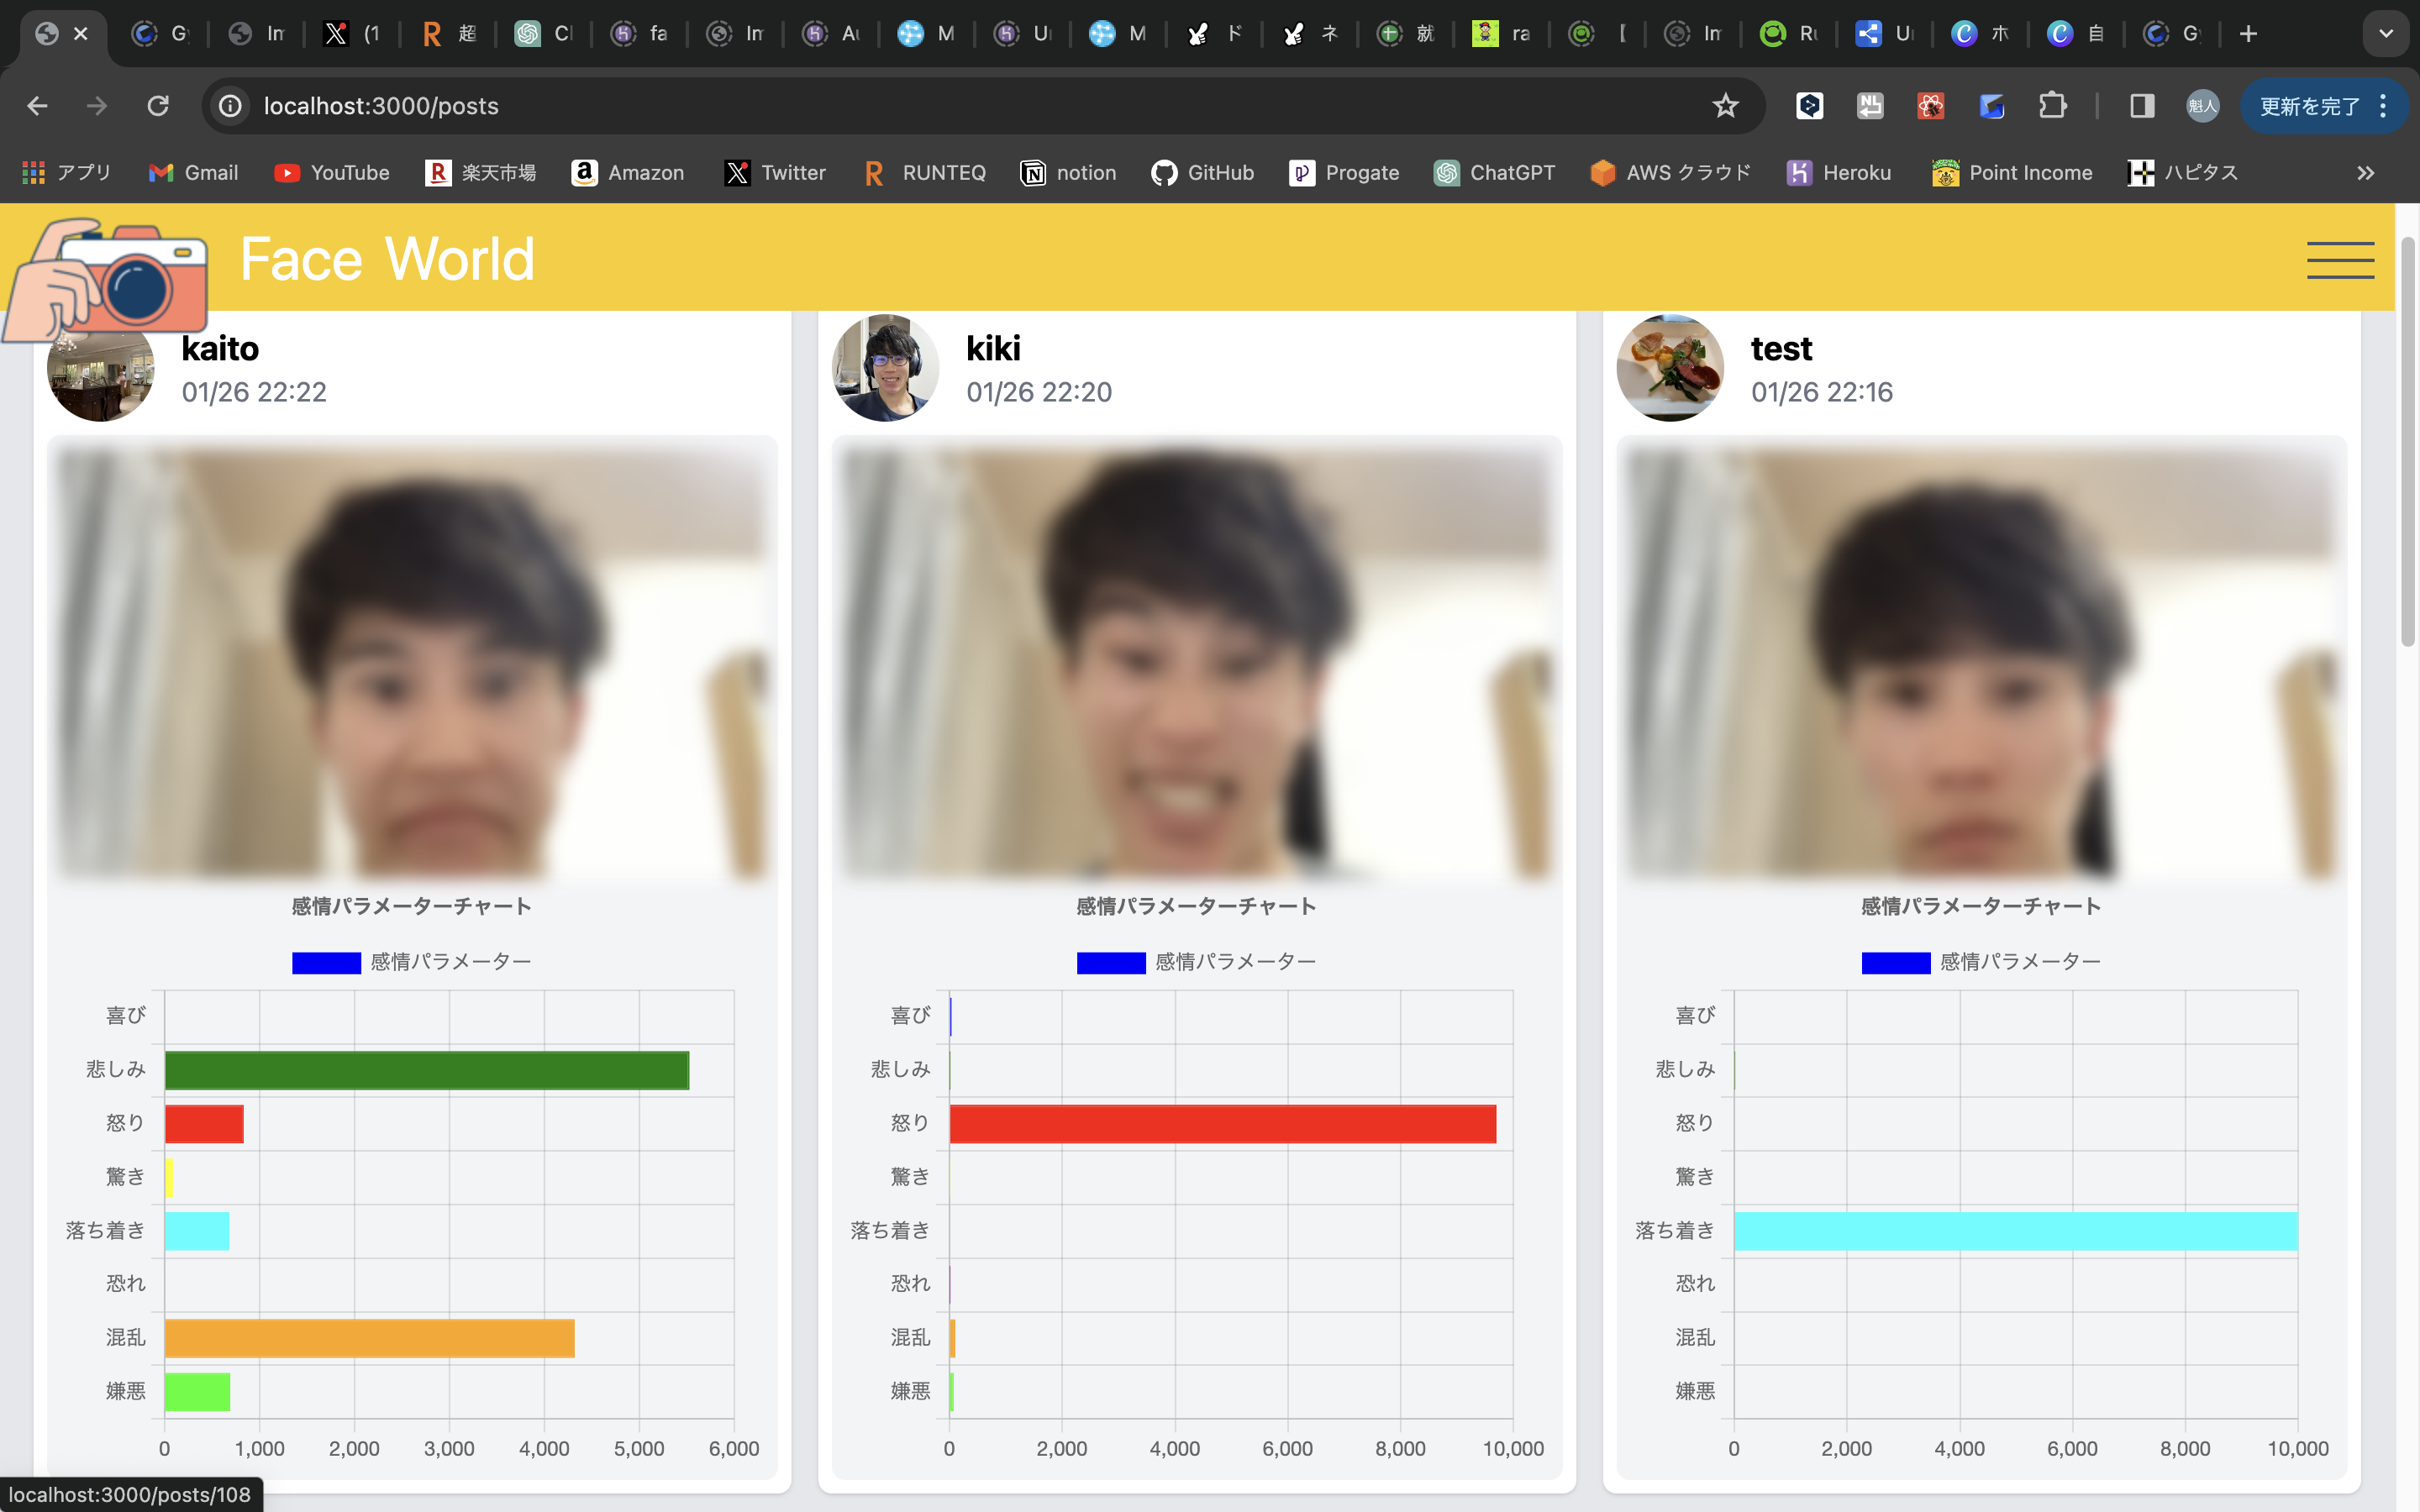 G
In
(1
超
Cl
fa
Im
Au
M
Ur
M
ド
ネ
就
ra
【
Im
Ru
Ur
ホ
自
G
localhost:3000/posts
魁人
更新を完了
アプリ
Gmail
YouTube
楽天市場
Amazon
Twitter
RUNTEQ
notion
GitHub
Progate
ChatGPT
AWS クラウド
Heroku
Point Income
ハピタス
Face World
kaito
01/26 22:22
感情パラメーターチャート
感情パラメーター
喜び
悲しみ
怒り
驚き
落ち着き
恐れ
混乱
嫌悪
0 1,000 2,000 3,000 4,000 5,000 6,000
kiki
01/26 22:20
感情パラメーターチャート
感情パラメーター
喜び
悲しみ
怒り
驚き
落ち着き
恐れ
混乱
嫌悪
0 2,000 4,000 6,000 8,000 10,000
test
01/26 22:16
感情パラメーターチャート
感情パラメーター
喜び
悲しみ
怒り
驚き
落ち着き
恐れ
混乱
嫌悪
0 2,000 4,000 6,000 8,000 10,000
localhost:3000/posts/108